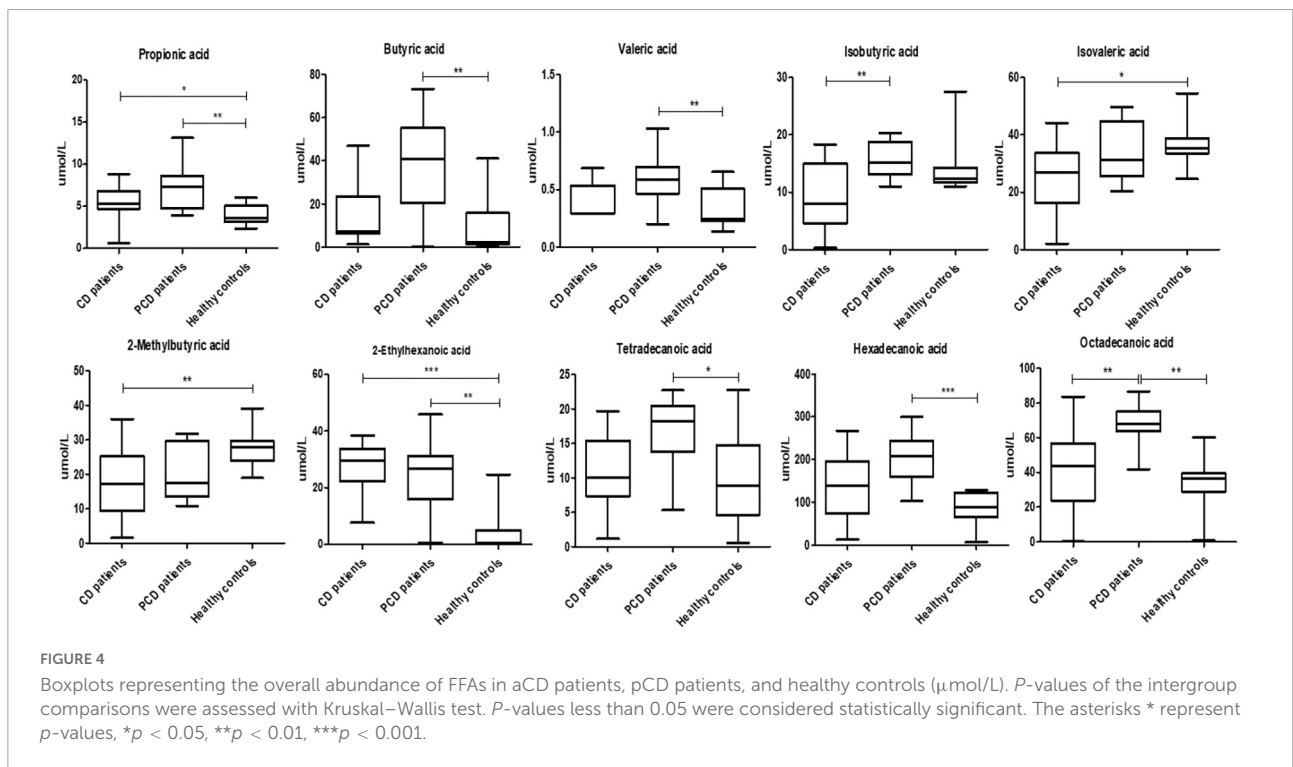 Propionic acid
umol/L
20
15
10
5
0
*
**
CD patients
PCD patients
Healthy controls
Butyric acid
umol/L
80
60
40
20
0
**
CD patients
PCD patients
Healthy controls
Valeric acid
umol/L
1.5
1.0
0.5
0.0
**
CD patients
PCD patients
Healthy controls
Isobutyric acid
umol/L
30
20
10
0
**
CD patients
PCD patients
Healthy controls
Isovaleric acid
umol/L
60
40
20
0
*
CD patients
PCD patients
Healthy controls
2-Methylbutyric acid
umol/L
50
40
30
20
10
0
**
CD patients
PCD patients
Healthy controls
2-Ethylhexanoic acid
umol/L
60
40
20
0
***
**
CD patients
PCD patients
Healthy controls
Tetradecanoic acid
umol/L
25
20
15
10
5
0
*
CD patients
PCD patients
Healthy controls
Hexadecanoic acid
umol/L
400
300
200
100
0
***
CD patients
PCD patients
Healthy controls
Octadecanoic acid
umol/L
100
80
60
40
20
0
**
**
CD patients
PCD patients
Healthy controls
FIGURE 4
Boxplots representing the overall abundance of FFAs in aCD patients, pCD patients, and healthy controls (μmol/L). P-values of the intergroup
comparisons were assessed with Kruskal–Wallis test. P-values less than 0.05 were considered statistically significant. The asterisks * represent
p-values, *p < 0.05, **p < 0.01, ***p < 0.001.